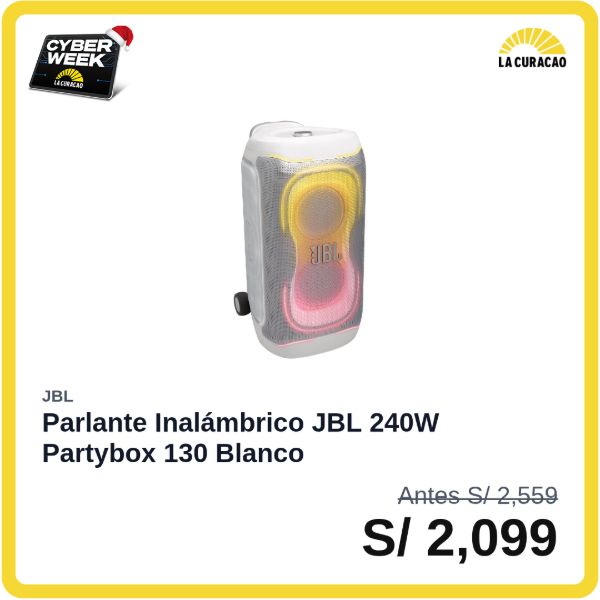 CYBER
WEEK
LA CURACAO
LA CURACAO
JBL
JBL
Parlante Inalámbrico JBL 240W
Partybox 130 Blanco
Antes S/ 2,559
S/ 2,099